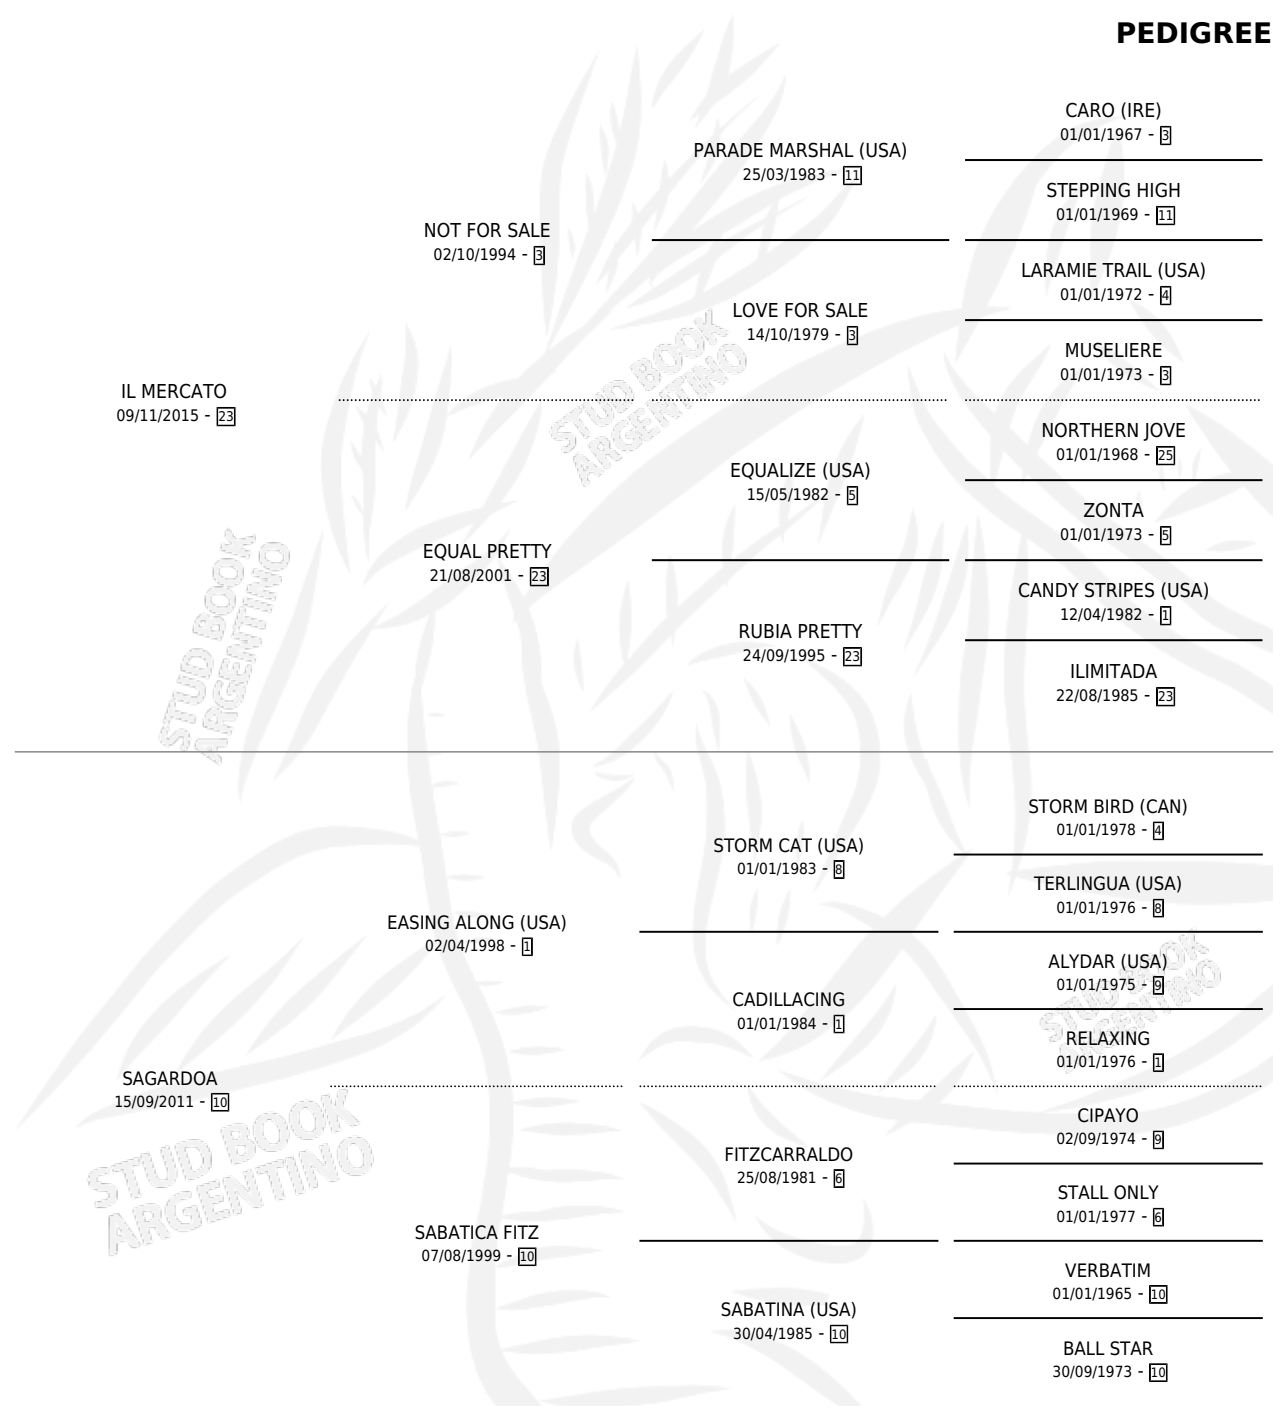 PEDIGREE
CARO (IRE)
01/01/1967 - 3
PARADE MARSHAL (USA)
25/03/1983 - 11
STEPPING HIGH
01/01/1969 - 11
NOT FOR SALE
02/10/1994 - 3
LARAMIE TRAIL (USA)
01/01/1972 - 4
LOVE FOR SALE
14/10/1979 - 3
MUSELIERE
01/01/1973 - 3
IL MERCATO
09/11/2015 - 23
NORTHERN JOVE
01/01/1968 - 25
EQUALIZE (USA)
15/05/1982 - 5
ZONTA
01/01/1973 - 5
EQUAL PRETTY
21/08/2001 - 23
CANDY STRIPES (USA)
12/04/1982 - 1
RUBIA PRETTY
24/09/1995 - 23
ILIMITADA
22/08/1985 - 23
STORM BIRD (CAN)
01/01/1978 - 4
STORM CAT (USA)
01/01/1983 - 8
TERLINGUA (USA)
01/01/1976 - 8
EASING ALONG (USA)
02/04/1998 - 1
ALYDAR (USA)
01/01/1975 - 9
CADILLACING
01/01/1984 - 1
RELAXING
01/01/1976 - 1
SAGARDOA
15/09/2011 - 10
CIPAYO
02/09/1974 - 9
FITZCARRALDO
25/08/1981 - 6
STALL ONLY
01/01/1977 - 6
SABATICA FITZ
07/08/1999 - 10
VERBATIM
01/01/1965 - 10
SABATINA (USA)
30/04/1985 - 10
BALL STAR
30/09/1973 - 10
STUD BOOK
ARGENTINO
STUD BOOK
ARGENTINO
STUD BOOK
ARGENTINO
STUD BOOK
ARGENTINO